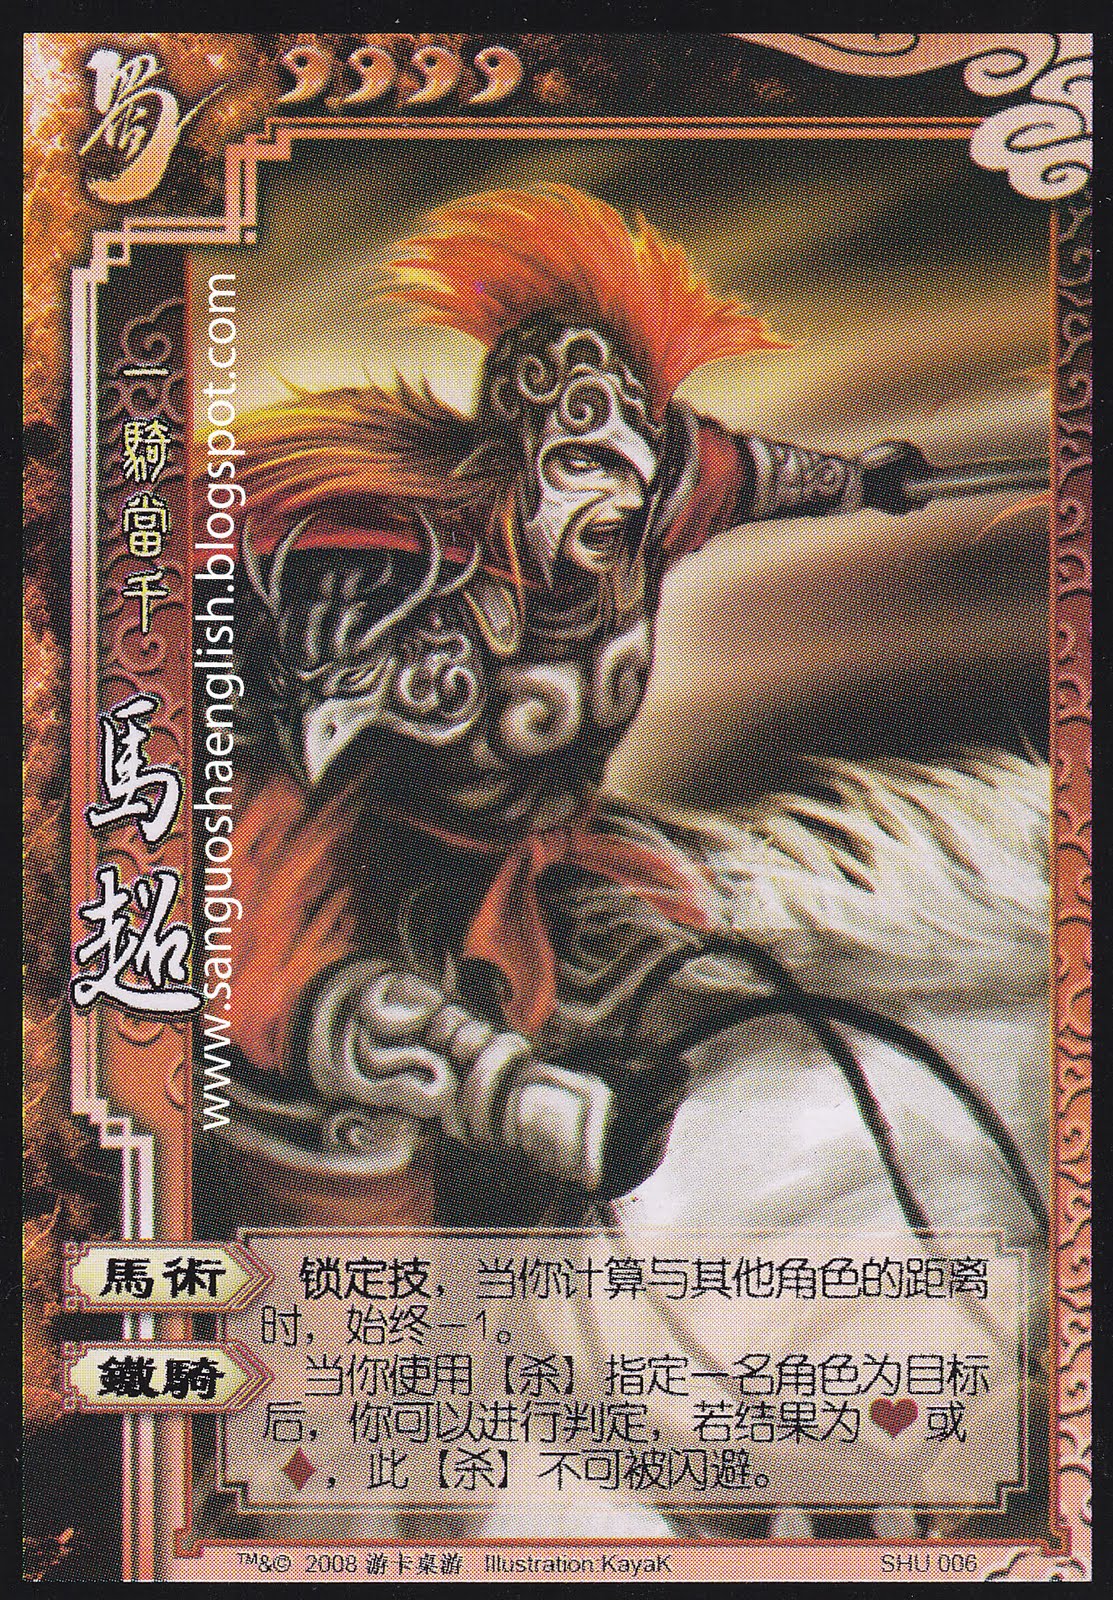 蜀
一騎當千
馬超
www.sanguoshaenglish.blogspot.com
馬術
锁定技，当你计算与其他角色的距离
时，始终－1。
鐵騎
当你使用【杀】指定一名角色为目标
后，你可以进行判定，若结果为♥或
♦，此【杀】不可被闪避。
™&© 2008 游卡桌游. Illustration:KayaK
SHU 006